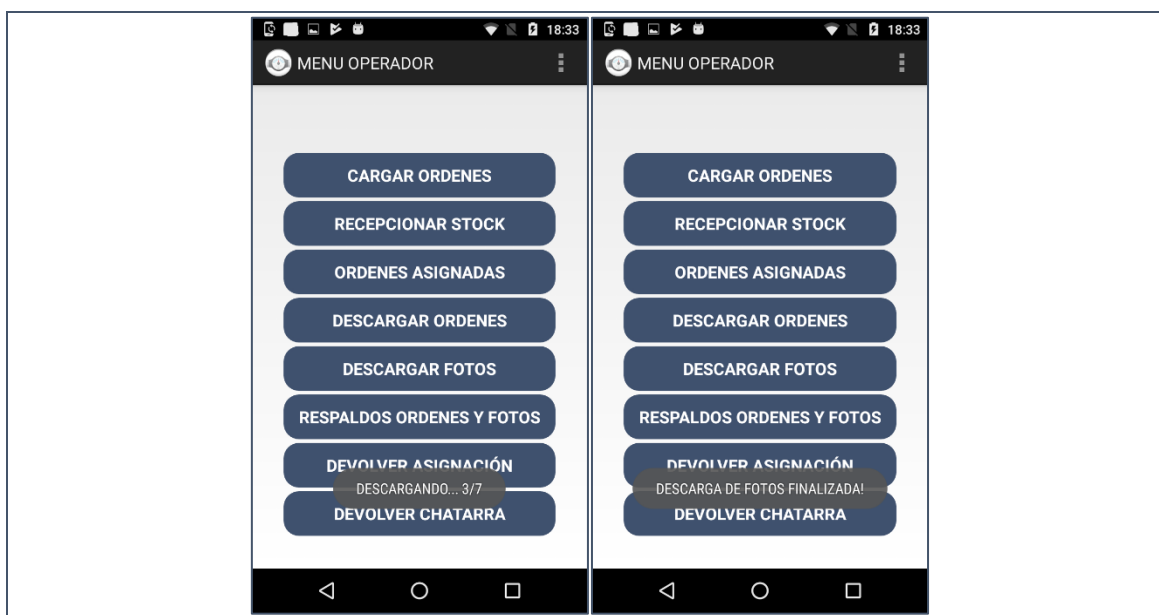 18:33
MENU OPERADOR
CARGAR ORDENES
RECEPCIONAR STOCK
ORDENES ASIGNADAS
DESCARGAR ORDENES
DESCARGAR FOTOS
RESPALDOS ORDENES Y FOTOS
DEVOLVER ASIGNACIÓN
DESCARGANDO... 3/7
DEVOLVER CHATARRA
18:33
MENU OPERADOR
CARGAR ORDENES
RECEPCIONAR STOCK
ORDENES ASIGNADAS
DESCARGAR ORDENES
DESCARGAR FOTOS
RESPALDOS ORDENES Y FOTOS
DEVOLVER ASIGNACIÓN
DESCARGA DE FOTOS FINALIZADA!
DEVOLVER CHATARRA